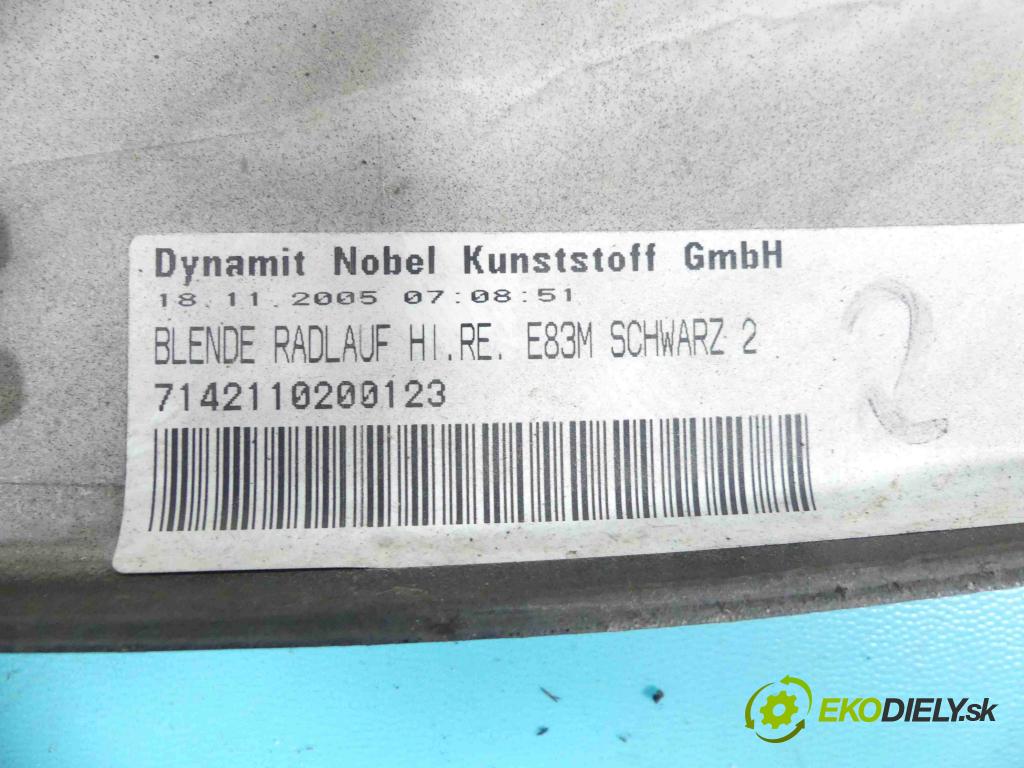 Dynamit Nobel Kunststoff GmbH
18.11.2005 07:08:51
BLENDE RADLAUF HI.RE. E83M SCHWARZ 2
7142110200123
2
EKODIELY.sk